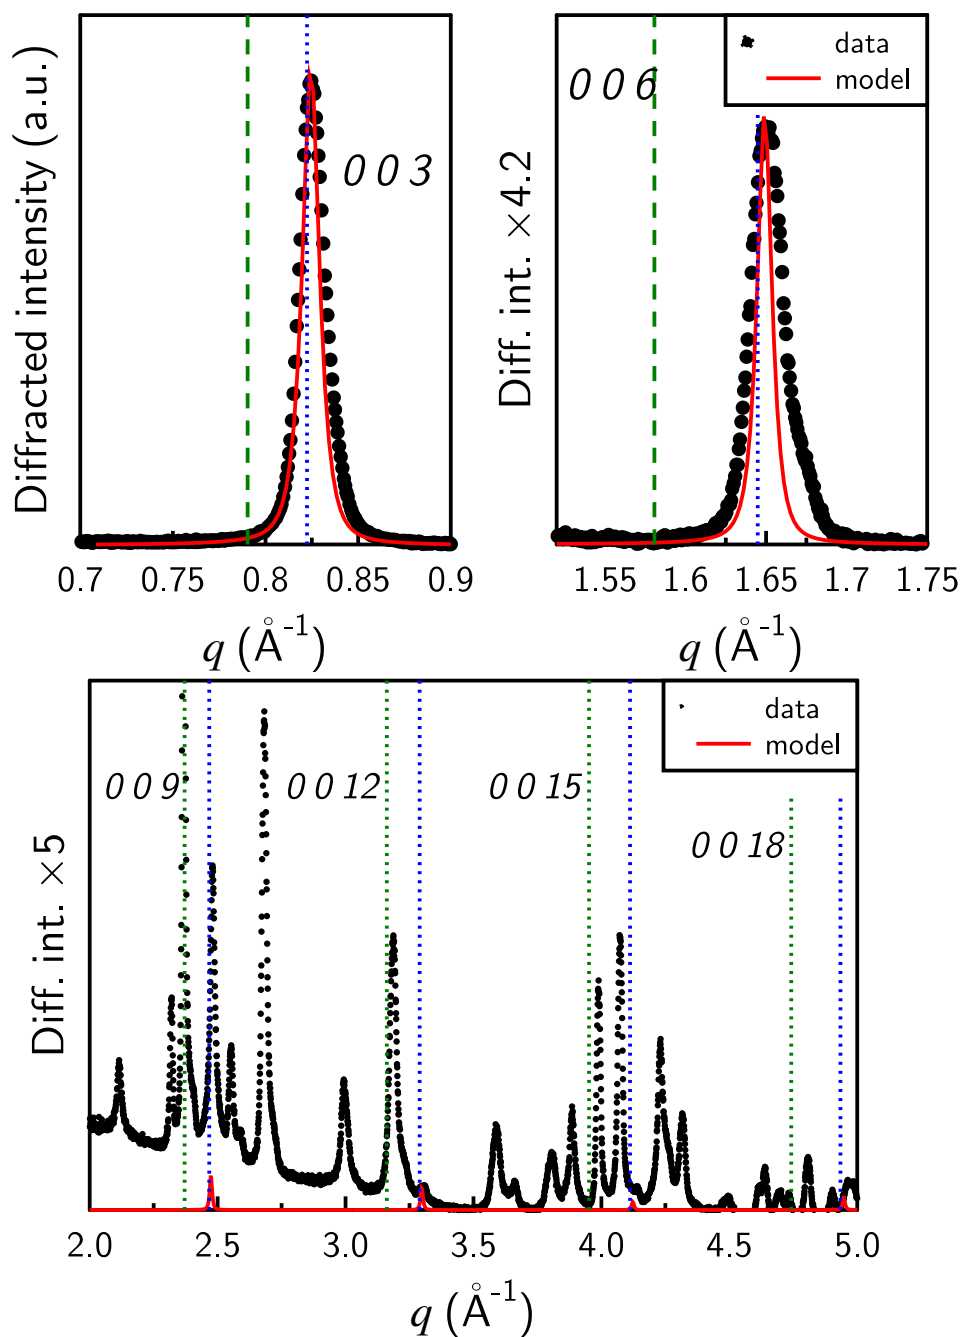 Diffracted intensity (a.u.)
0 0 3
0.7 0.75 0.8 0.85 0.9
q (Å-1)
Diff. int. ×4.2
0 0 6
data
model
1.55 1.6 1.65 1.7 1.75
q (Å-1)
Diff. int. ×5
data
model
0 0 9 0 0 12 0 0 15
0 0 18
2.0 2.5 3.0 3.5 4.0 4.5 5.0
q (Å-1)